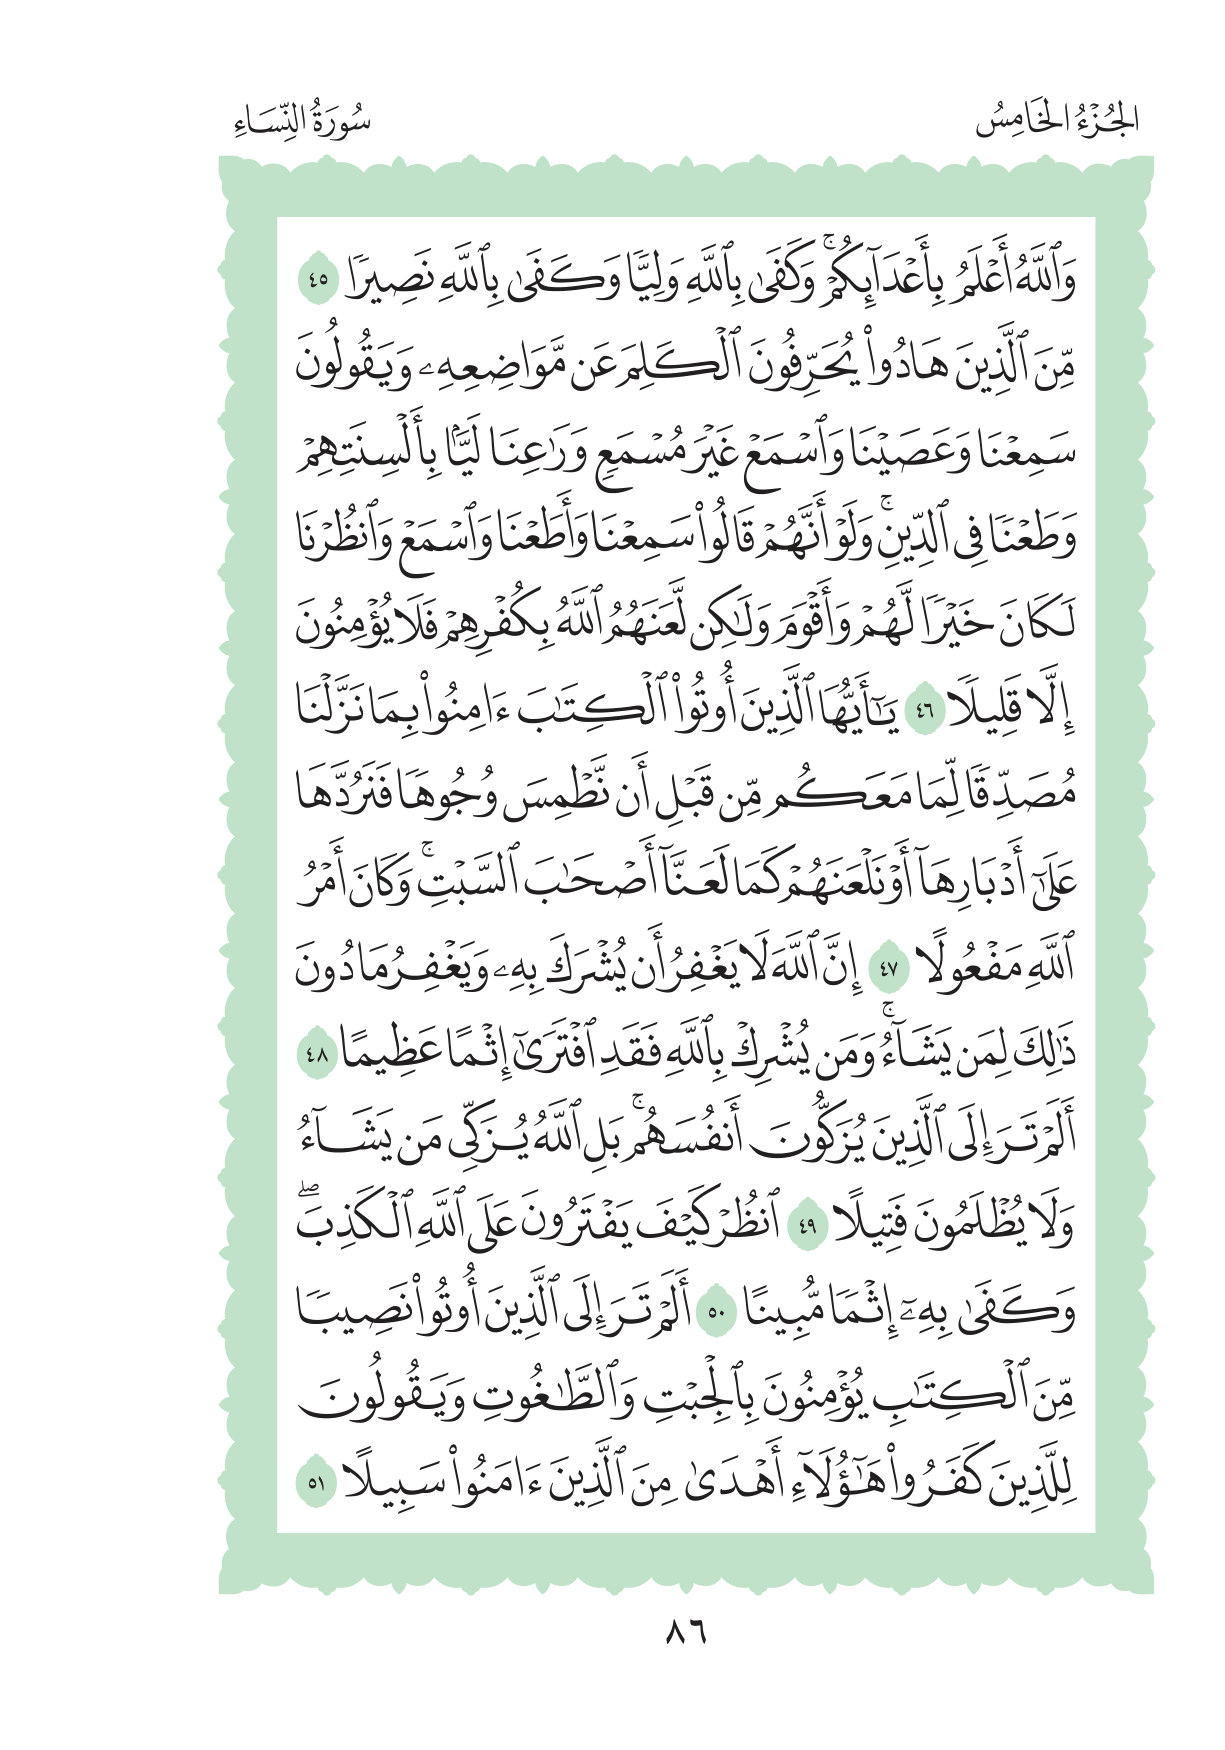 الجُزْءُ الخَامِسُ
سُورَةُ النِّسَاءِ
وَٱللَّهُ أَعۡلَمُ بِأَعۡدَآئِكُمۡۚ وَكَفَىٰ بِٱللَّهِ وَلِيّٗا وَكَفَىٰ بِٱللَّهِ نَصِيرٗا ٤٥
مِّنَ ٱلَّذِينَ هَادُواْ يُحَرِّفُونَ ٱلۡكَلِمَ عَن مَّوَاضِعِهِۦ وَيَقُولُونَ
سَمِعۡنَا وَعَصَيۡنَا وَٱسۡمَعۡ غَيۡرَ مُسۡمَعٖ وَرَٰعِنَا لَيَّۢا بِأَلۡسِنَتِهِمۡ
وَطَعۡنٗا فِي ٱلدِّينِۚ وَلَوۡ أَنَّهُمۡ قَالُواْ سَمِعۡنَا وَأَطَعۡنَا وَٱسۡمَعۡ وَٱنظُرۡنَا
لَكَانَ خَيۡرٗا لَّهُمۡ وَأَقۡوَمَ وَلَٰكِن لَّعَنَهُمُ ٱللَّهُ بِكُفۡرِهِمۡ فَلَا يُؤۡمِنُونَ
إِلَّا قَلِيلٗا ٤٦ يَٰٓأَيُّهَا ٱلَّذِينَ أُوتُواْ ٱلۡكِتَٰبَ ءَامِنُواْ بِمَا نَزَّلۡنَا
مُصَدِّقٗا لِّمَا مَعَكُم مِّن قَبۡلِ أَن نَّطۡمِسَ وُجُوهٗا فَنَرُدَّهَا
عَلَىٰٓ أَدۡبَارِهَآ أَوۡ نَلۡعَنَهُمۡ كَمَا لَعَنَّآ أَصۡحَٰبَ ٱلسَّبۡتِۚ وَكَانَ أَمۡرُ
ٱللَّهِ مَفۡعُولًا ٤٧ إِنَّ ٱللَّهَ لَا يَغۡفِرُ أَن يُشۡرَكَ بِهِۦ وَيَغۡفِرُ مَا دُونَ
ذَٰلِكَ لِمَن يَشَآءُۚ وَمَن يُشۡرِكۡ بِٱللَّهِ فَقَدِ ٱفۡتَرَىٰٓ إِثۡمًا عَظِيمًا ٤٨
أَلَمۡ تَرَ إِلَى ٱلَّذِينَ يُزَكُّونَ أَنفُسَهُمۚ بَلِ ٱللَّهُ يُزَكِّي مَن يَشَآءُ
وَلَا يُظۡلَمُونَ فَتِيلًا ٤٩ ٱنظُرۡ كَيۡفَ يَفۡتَرُونَ عَلَى ٱللَّهِ ٱلۡكَذِبَۖ
وَكَفَىٰ بِهِۦٓ إِثۡمٗا مُّبِينًا ٥٠ أَلَمۡ تَرَ إِلَى ٱلَّذِينَ أُوتُواْ نَصِيبٗا
مِّنَ ٱلۡكِتَٰبِ يُؤۡمِنُونَ بِٱلۡجِبۡتِ وَٱلطَّٰغُوتِ وَيَقُولُونَ
لِلَّذِينَ كَفَرُواْ هَٰٓؤُلَآءِ أَهۡدَىٰ مِنَ ٱلَّذِينَ ءَامَنُواْ سَبِيلًا ٥١
٨٦